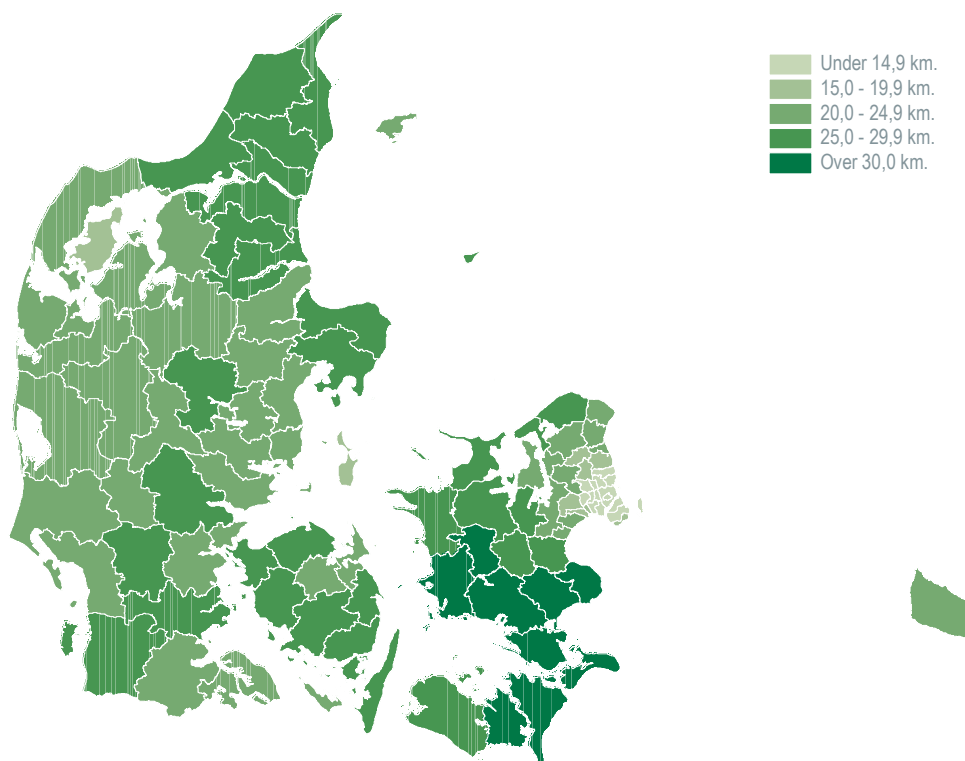 Under 14,9 km.
15,0 - 19,9 km.
20,0 - 24,9 km.
25,0 - 29,9 km.
Over 30,0 km.